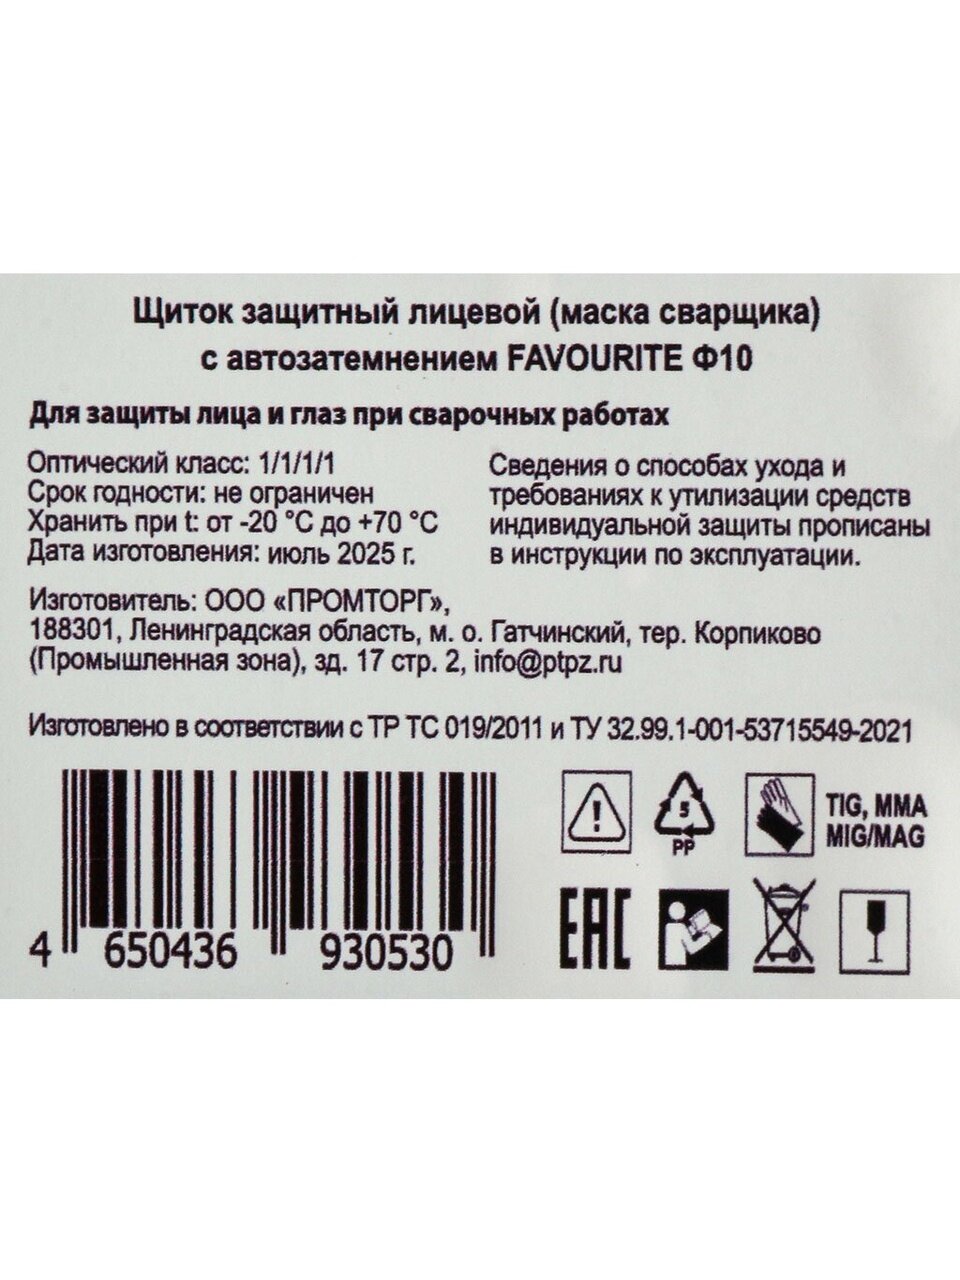 Щиток защитный лицевой (маска сварщика)
с автозатемнением FAVOURITE Ф10
Для защиты лица и глаз при сварочных работах
Оптический класс: 1/1/1/1
Срок годности: не ограничен
Хранить при t: от -20 °C до +70 °C
Дата изготовления: июль 2025 г.
Сведения о способах ухода и
требованиях к утилизации средств
индивидуальной защиты прописаны
в инструкции по эксплуатации.
Изготовитель: ООО «ПРОМТОРГ»,
188301, Ленинградская область, м. о. Гатчинский, тер. Корпиково
(Промышленная зона), зд. 17 стр. 2, info@ptpz.ru
Изготовлено в соответствии с ТР ТС 019/2011 и ТУ 32.99.1-001-53715549-2021
4 650436 930530
5
PP
TIG, MMA
MIG/MAG
EAC